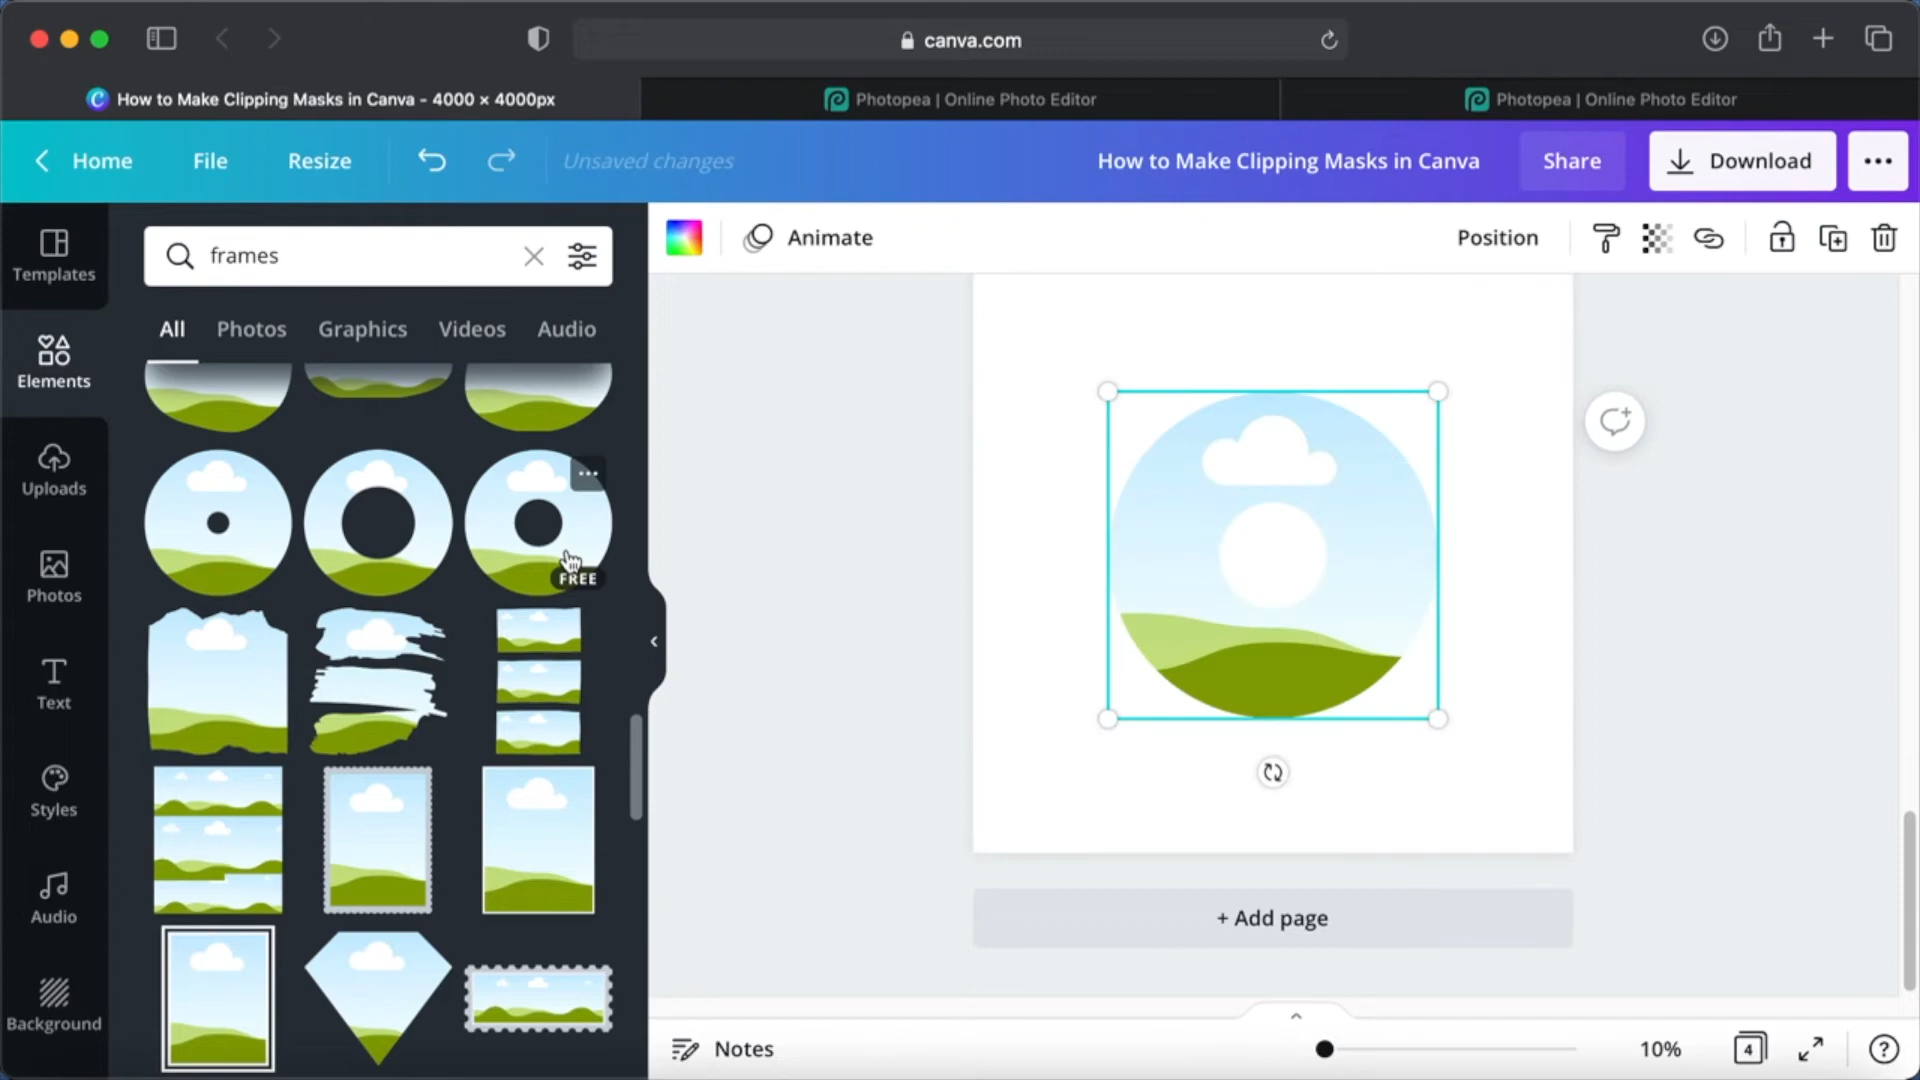 canva.com
How to Make Clipping Masks in Canva - 4000 × 4000px
Photopea | Online Photo Editor
Photopea | Online Photo Editor
Home
File
Resize
Unsaved changes
How to Make Clipping Masks in Canva
Share
Download
Templates
Elements
Uploads
Photos
Text
Styles
Audio
Background
frames
All
Photos
Graphics
Videos
Audio
FREE
Animate
Position
+ Add page
Notes
10%
4